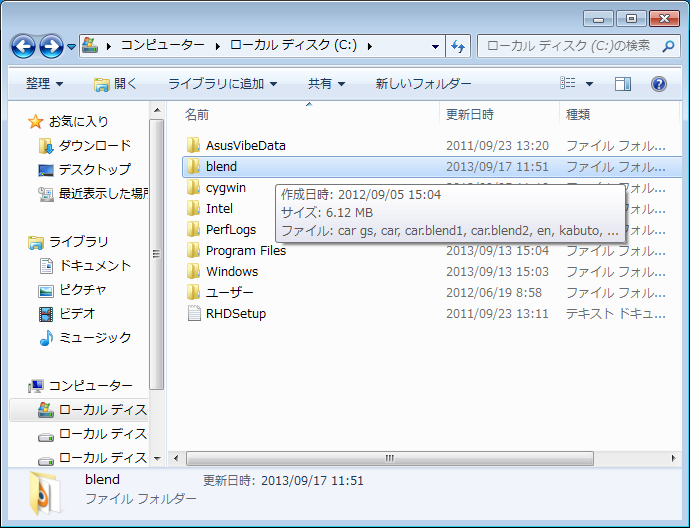 コンピューター ローカル ディスク (C:) ローカル ディスク (C:)の検索
整理 開く ライブラリに追加 共有 新しいフォルダー
名前 更新日時 種類
お気に入り
ダウンロード
デスクトップ
最近表示した場所
ライブラリ
ドキュメント
ピクチャ
ビデオ
ミュージック
コンピューター
ローカル ディス
ローカル ディス
ローカル ディス
AsusVibeData 2011/09/23 13:20 ファイル フォル...
blend 2013/09/17 11:51 ファイル フォル...
cygwin
Intel
PerfLogs
Program Files 2013/09/13 15:04 ファイル フォル...
Windows 2013/09/13 15:03 ファイル フォル...
ユーザー 2012/06/19 8:58 ファイル フォル...
RHDSetup 2011/09/23 13:11 テキスト ドキュ...
作成日時: 2012/09/05 15:04
サイズ: 6.12 MB
ファイル: car gs, car, car.blend1, car.blend2, en, kabuto, ...
blend 更新日時: 2013/09/17 11:51
ファイル フォルダー